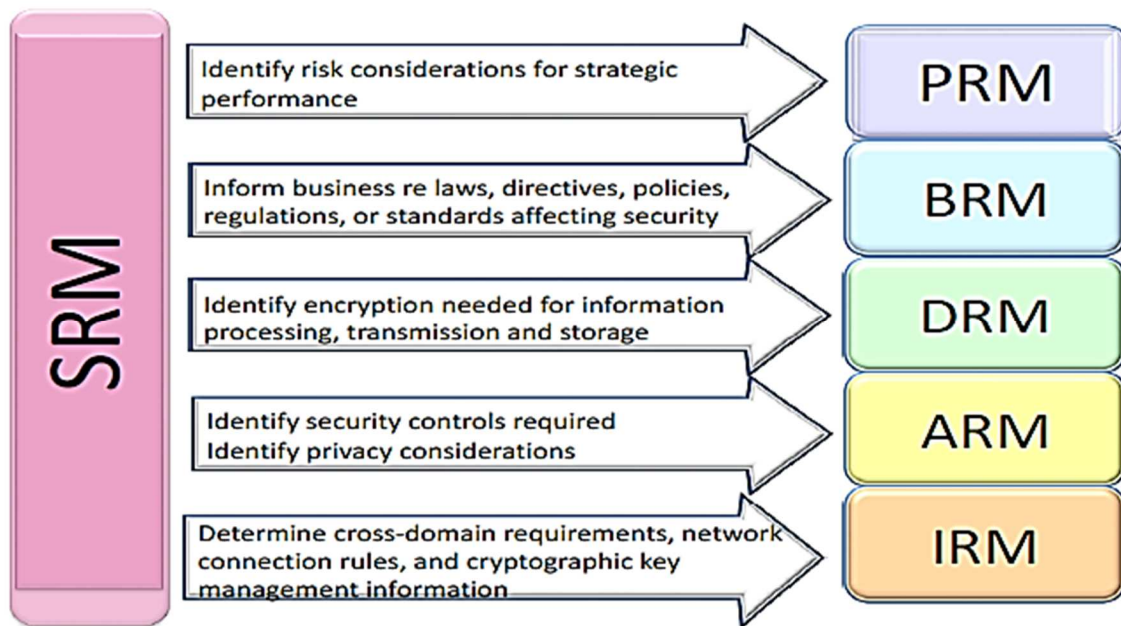 SRM
Identify risk considerations for strategic
performance
PRM
Inform business re laws, directives, policies,
regulations, or standards affecting security
BRM
Identify encryption needed for information
processing, transmission and storage
DRM
Identify security controls required
Identify privacy considerations
ARM
Determine cross-domain requirements, network
connection rules, and cryptographic key
management information
IRM